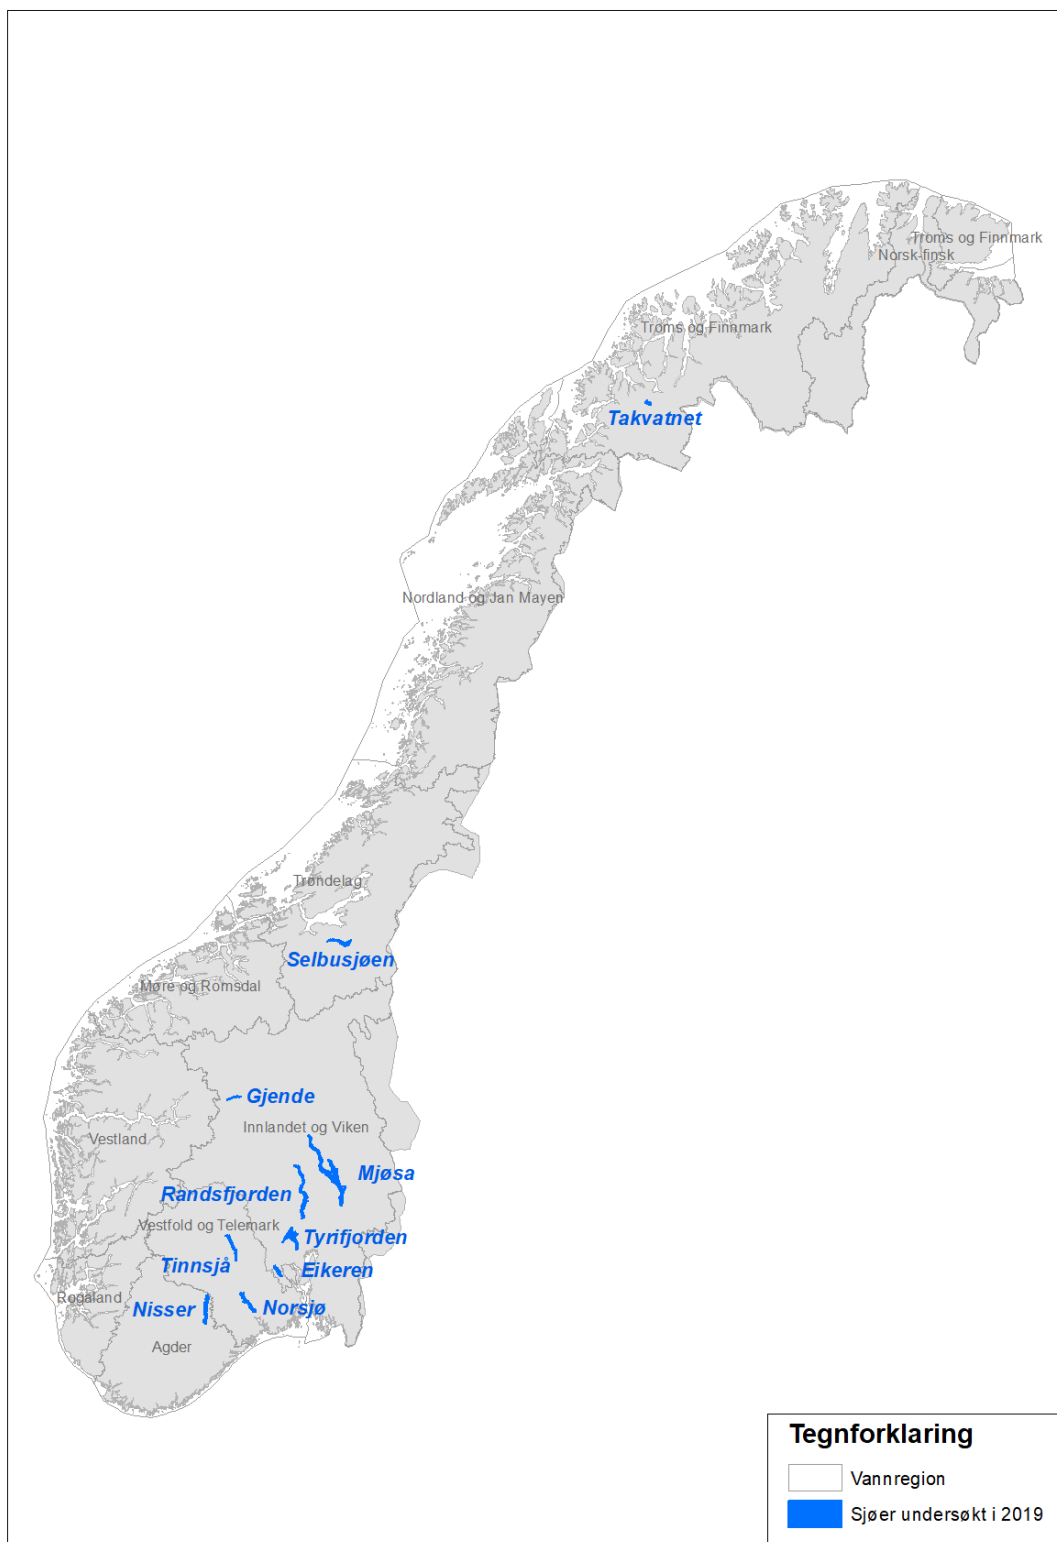 Troms og Finnmark
Norsk-finsk
Troms og Finnmark
Takvatnet
Nordland og Jan Mayen
Trøndelag
Selbusjøen
Møre og Romsdal
Gjende
Innlandet og Viken
Vestland
Mjøsa
Randsfjorden
Vestfold og Telemark
Tyrifjorden
Tinnsjå
Eikeren
Rogaland
Nisser
Norsjø
Agder
Tegnforklaring
Vannregion
Sjøer undersøkt i 2019